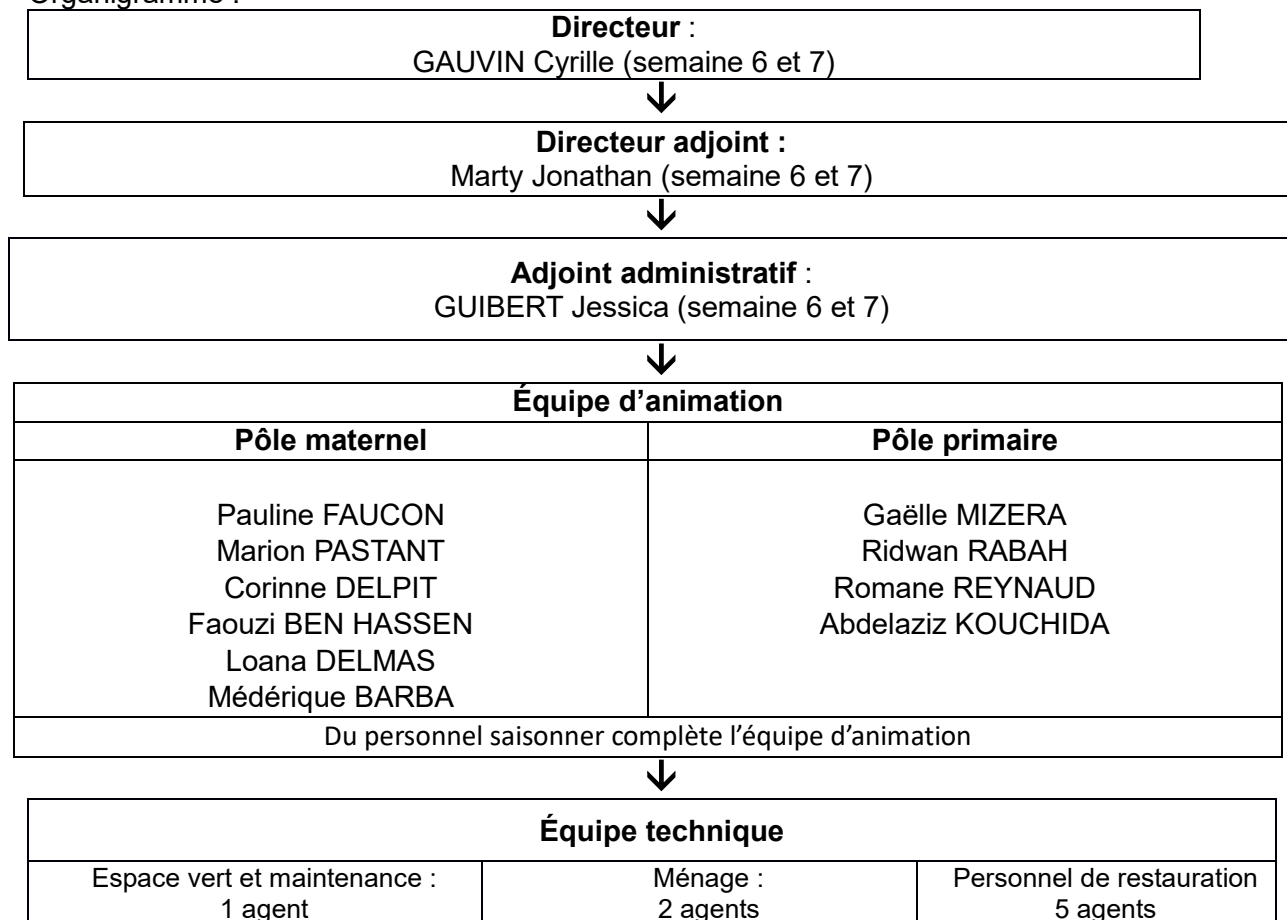 Organigramme :
Directeur :
GAUVIN Cyrille (semaine 6 et 7)
Directeur adjoint :
Marty Jonathan (semaine 6 et 7)
Adjoint administratif :
GUIBERT Jessica (semaine 6 et 7)
Équipe d'animation
Pôle maternel
Pauline FAUCON
Marion PASTANT
Corinne DELPIT
Faouzi BEN HASSEN
Loana DELMAS
Médérique BARBA
Pôle primaire
Gaëlle MIZERA
Ridwan RABAH
Romane REYNAUD
Abdelaziz KOUCHIDA
Du personnel saisonner complète l'équipe d'animation
Équipe technique
Espace vert et maintenance :
1 agent
Ménage :
2 agents
Personnel de restauration
5 agents